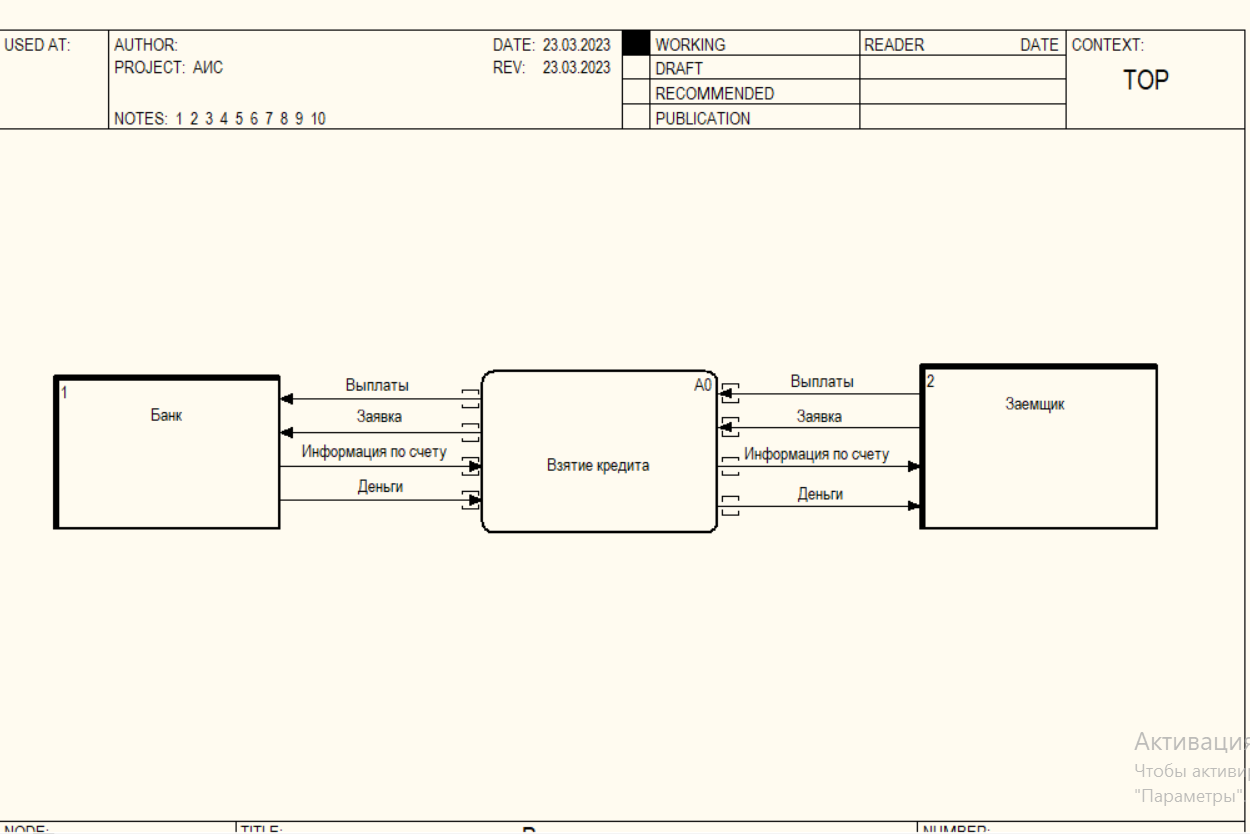 USED AT:
AUTHOR:
DATE: 23.03.2023
PROJECT: АИС
REV: 23.03.2023
NOTES: 1 2 3 4 5 6 7 8 9 10
WORKING
DRAFT
RECOMMENDED
PUBLICATION
READER DATE
CONTEXT:
TOP
1
Банк
Выплаты
Заявка
Информация по счету
Деньги
A0
Взятие кредита
Выплаты
Заявка
Информация по счету
Деньги
2
Заемщик
Активация
Чтобы активир
"Параметры".
NODE:
TITLE:
NUMBER: